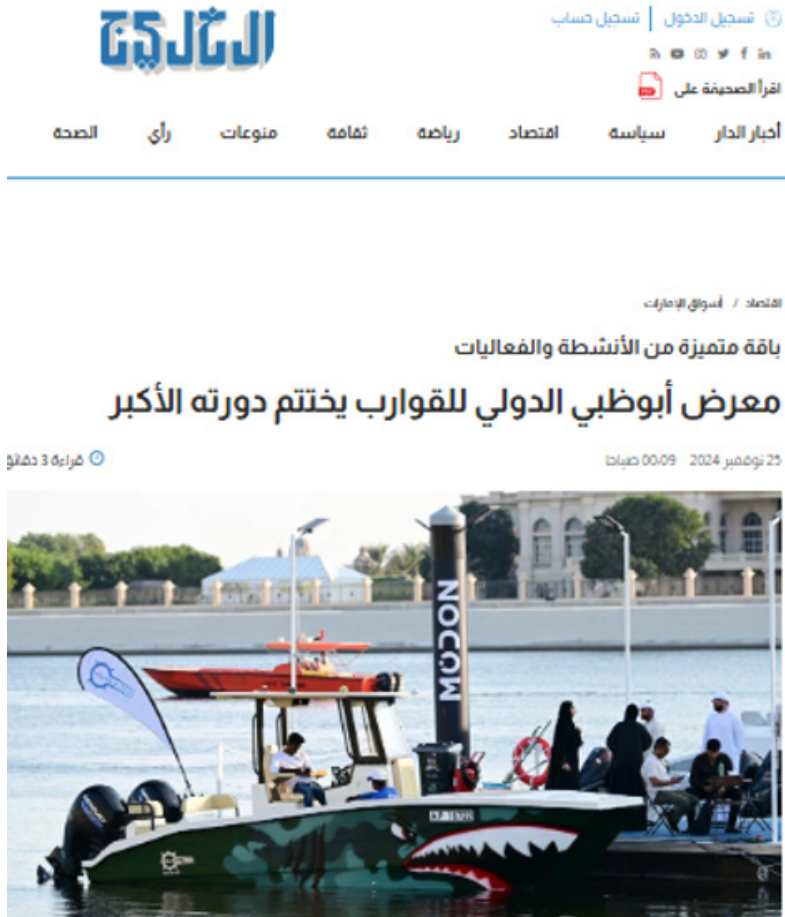 الخليج
تسجيل الدخول | تسجيل حساب
اقرأ الصحيفة على
أخبار الدار سياسة اقتصاد رياضة ثقافة منوعات رأي الصحة
اقتصاد / أسواق الإمارات
باقة متميزة من الأنشطة والفعاليات
معرض أبوظبي الدولي للقوارب يختتم دورته الأكبر
25 نوفمبر 2024 00:09 صباحا
قراءة 3 دقائق
NOCOM